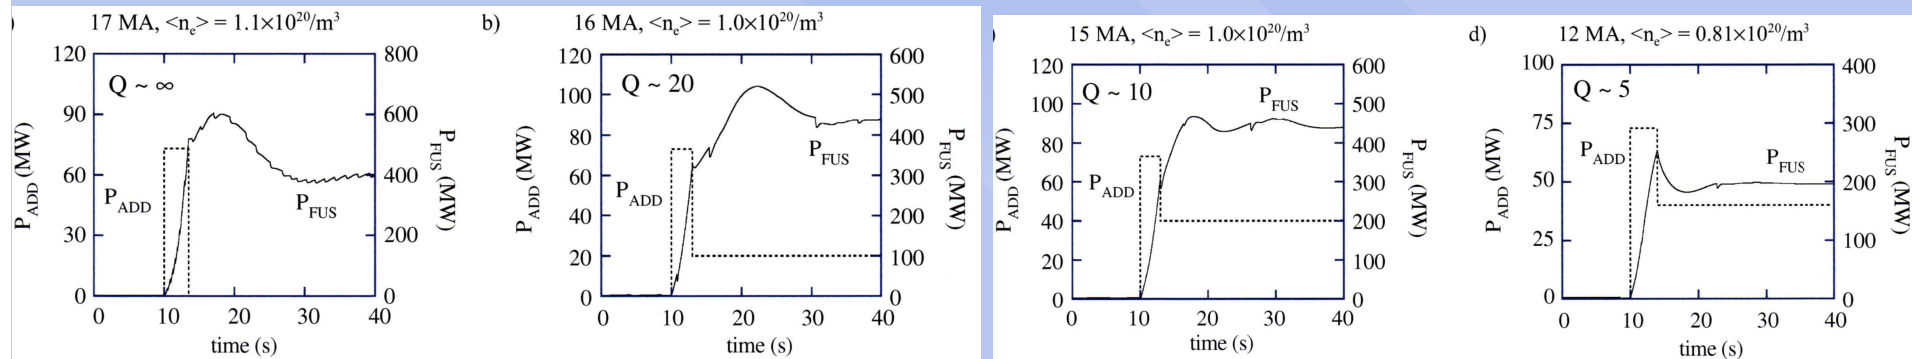 17 MA, <nₑ> = 1.1×10²⁰/m³
120
90
60
30
0
P_ADD (MW)
Q ~ ∞
P_ADD
P_FUS
800
600
400
200
0
P_FUS (MW)
0 10 20 30 40
time (s)
b) 16 MA, <nₑ> = 1.0×10²⁰/m³
120
100
80
60
40
20
0
P_ADD (MW)
Q ~ 20
P_ADD
P_FUS
600
500
400
300
200
100
0
P_FUS (MW)
0 10 20 30 40
time (s)
15 MA, <nₑ> = 1.0×10²⁰/m³
120
100
80
60
40
20
0
P_ADD (MW)
Q ~ 10
P_FUS
P_ADD
600
500
400
300
200
100
0
P_FUS (MW)
0 10 20 30 40
time (s)
d) 12 MA, <nₑ> = 0.81×10²⁰/m³
100
75
50
25
0
P_ADD (MW)
Q ~ 5
P_ADD
P_FUS
400
300
200
100
0
P_FUS (MW)
0 10 20 30 40
time (s)